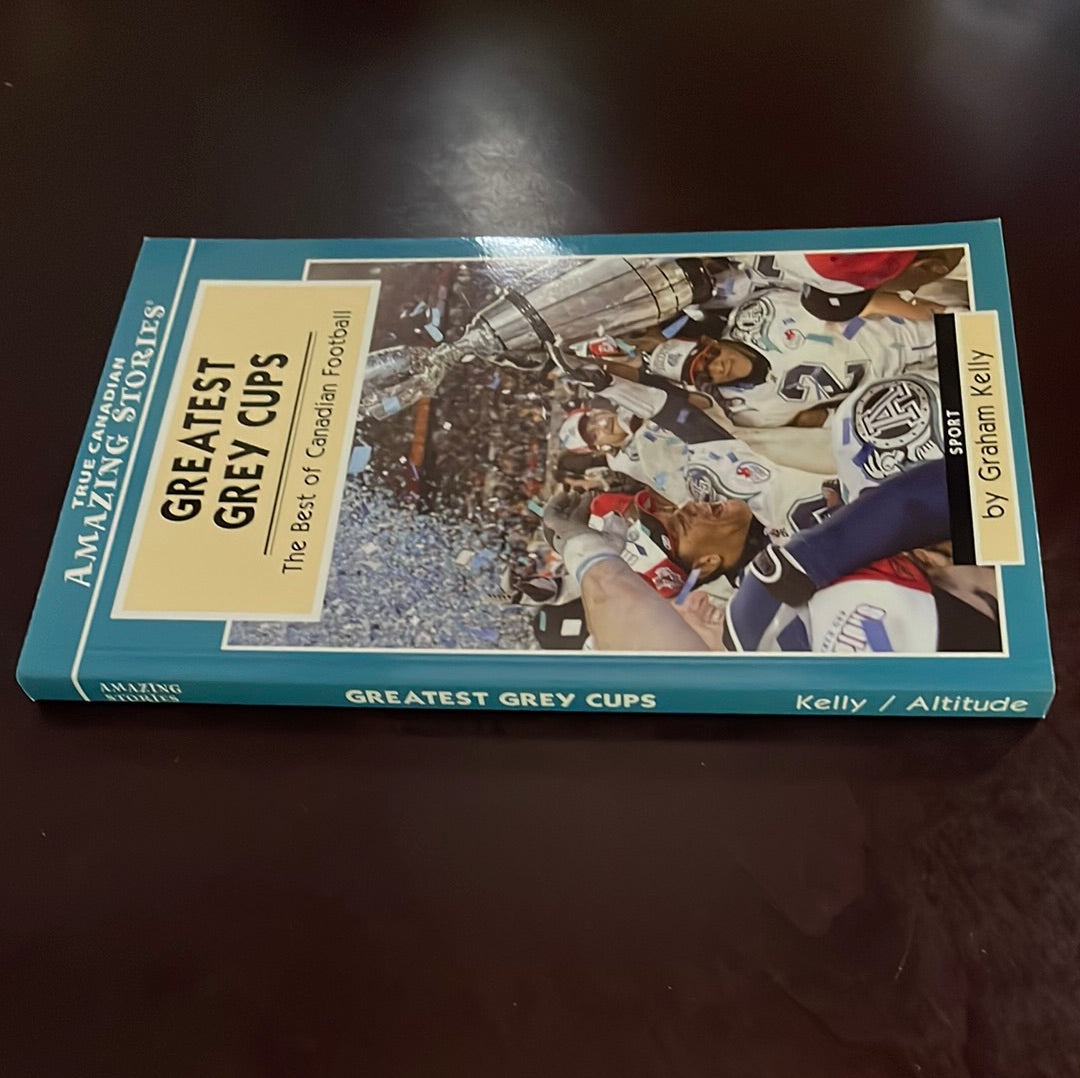 TRUE CANADIAN
AMAZING STORIES®
GREATEST
GREY CUPS
The Best of Canadian Football
2
A
SPORT
by Graham Kelly
AMAZING
STORIES
GREATEST GREY CUPS
Kelly / Altitude